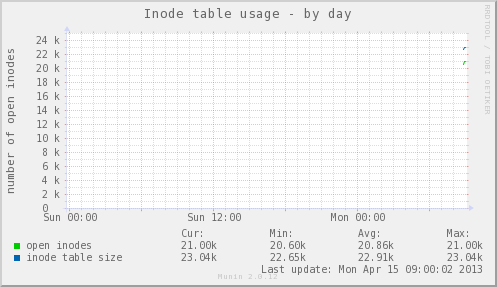 Inode table usage - by day
RRDTOOL / TOBI OETIKER
number of open inodes
24 k
22 k
20 k
18 k
16 k
14 k
12 k
10 k
8 k
6 k
4 k
2 k
0
Sun 00:00 Sun 12:00 Mon 00:00
Cur: Min: Avg: Max:
open inodes 21.00k 20.60k 20.86k 21.00k
inode table size 23.04k 22.65k 22.91k 23.04k
Last update: Mon Apr 15 09:00:02 2013
Munin 2.0.12